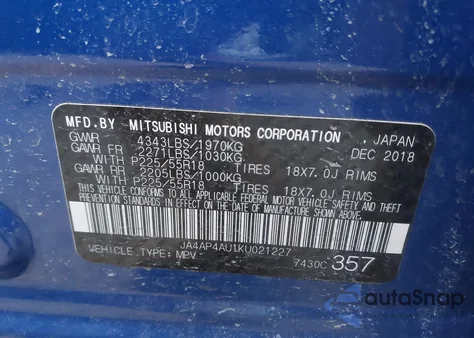 MFD.BY MITSUBISHI MOTORS CORPORATION , JAPAN
GVWR 4343LBS/1970KG DEC 2018
GAWR FR 2271LBS/1030KG
WITH P225/55R18 TIRES 18X7.0J RIMS
GAWR RR 2205LBS/1000KG
WITH P225/55R18 TIRES 18X7.0J RIMS
THIS VEHICLE CONFORMS TO ALL APPLICABLE FEDERAL MOTOR VEHICLE SAFETY AND THEFT
PREVENTION STANDARDS IN EFFECT ON THE DATE OF MANUFACTURE SHOWN ABOVE.
JA4AP4AU1KU021227
VEHICLE TYPE: MPV 7430C 357
autoSnap